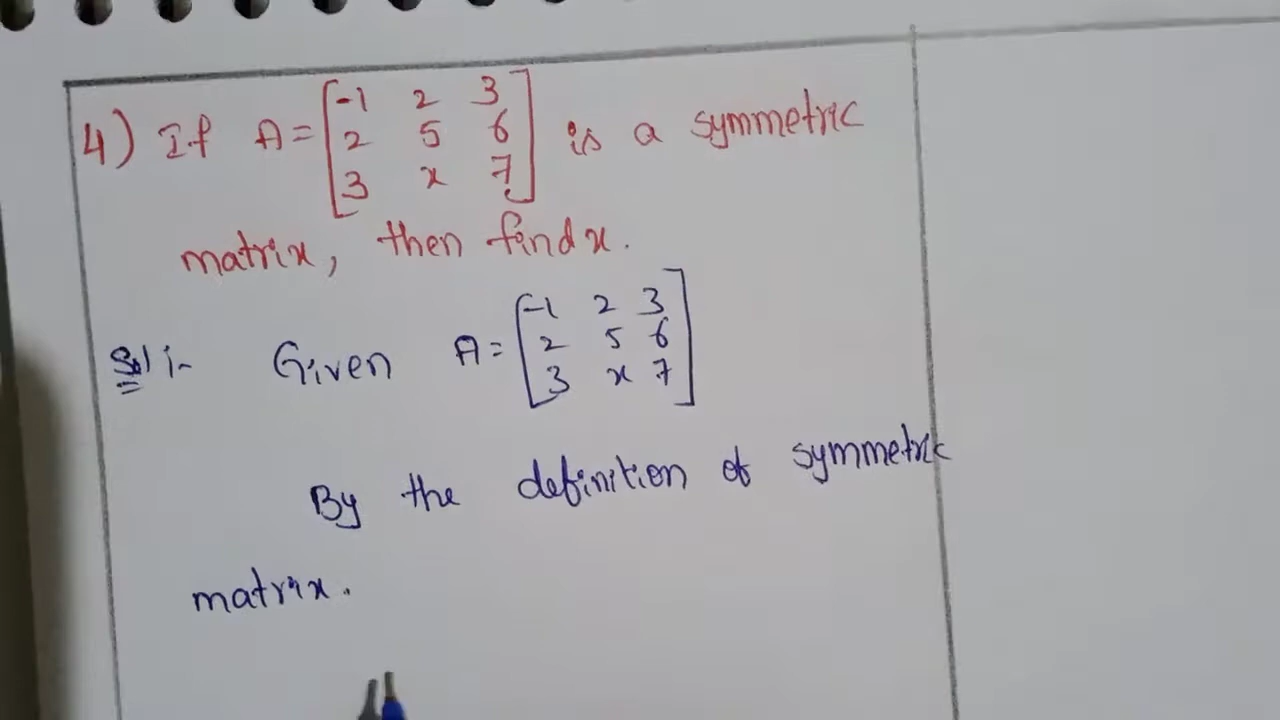 4) If A = [-1 2 3
2 5 6
3 x 7] is a symmetric
matrix, then find x.
Sol :- Given A = [-1 2 3
2 5 6
3 x 7]
By the definition of symmetric
matrix.